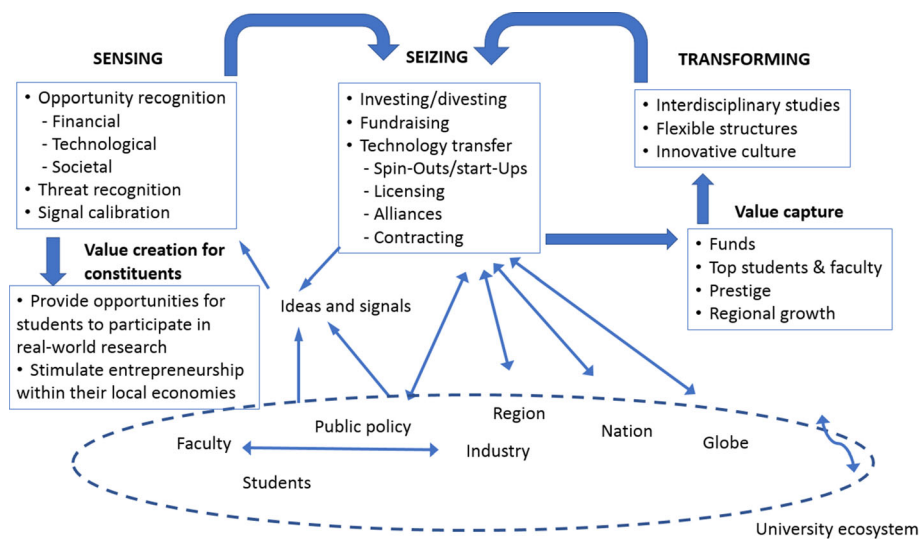 SENSING
• Opportunity recognition
- Financial
- Technological
- Societal
• Threat recognition
• Signal calibration
SEIZING
• Investing/divesting
• Fundraising
• Technology transfer
- Spin-Outs/start-Ups
- Licensing
- Alliances
- Contracting
TRANSFORMING
• Interdisciplinary studies
• Flexible structures
• Innovative culture
Value creation for
constituents
• Provide opportunities for
students to participate in
real-world research
• Stimulate entrepreneurship
within their local economies
Ideas and signals
Value capture
• Funds
• Top students & faculty
• Prestige
• Regional growth
Faculty
Public policy
Region
Industry
Nation
Globe
Students
University ecosystem